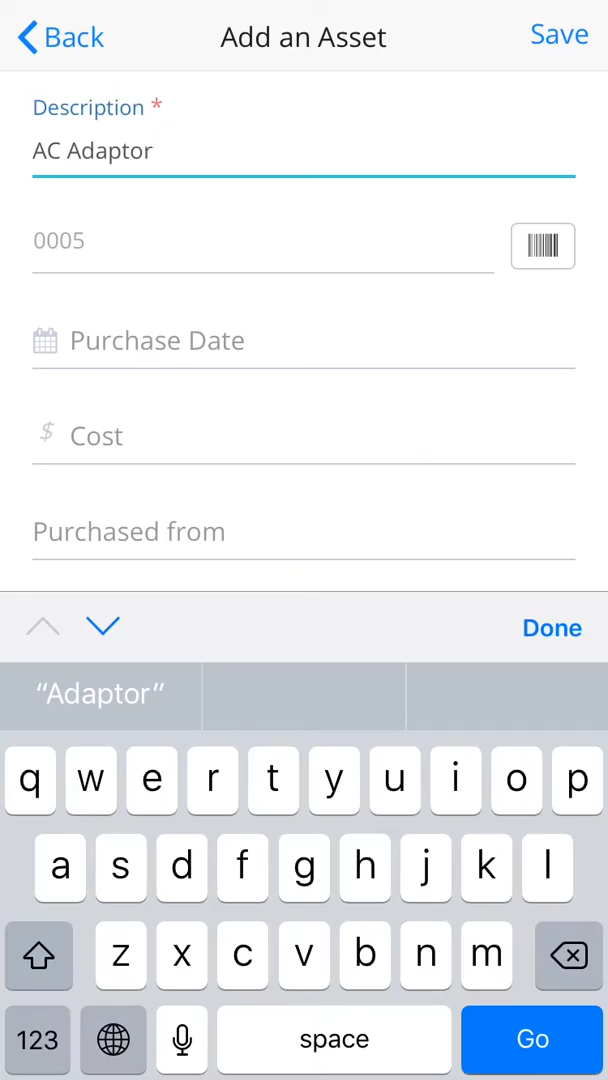 Back
Add an Asset
Save
Description *
AC Adaptor
0005
Purchase Date
$ Cost
Purchased from
Done
“Adaptor”
q w e r t y u i o p
a s d f g h j k l
z x c v b n m
123 space Go